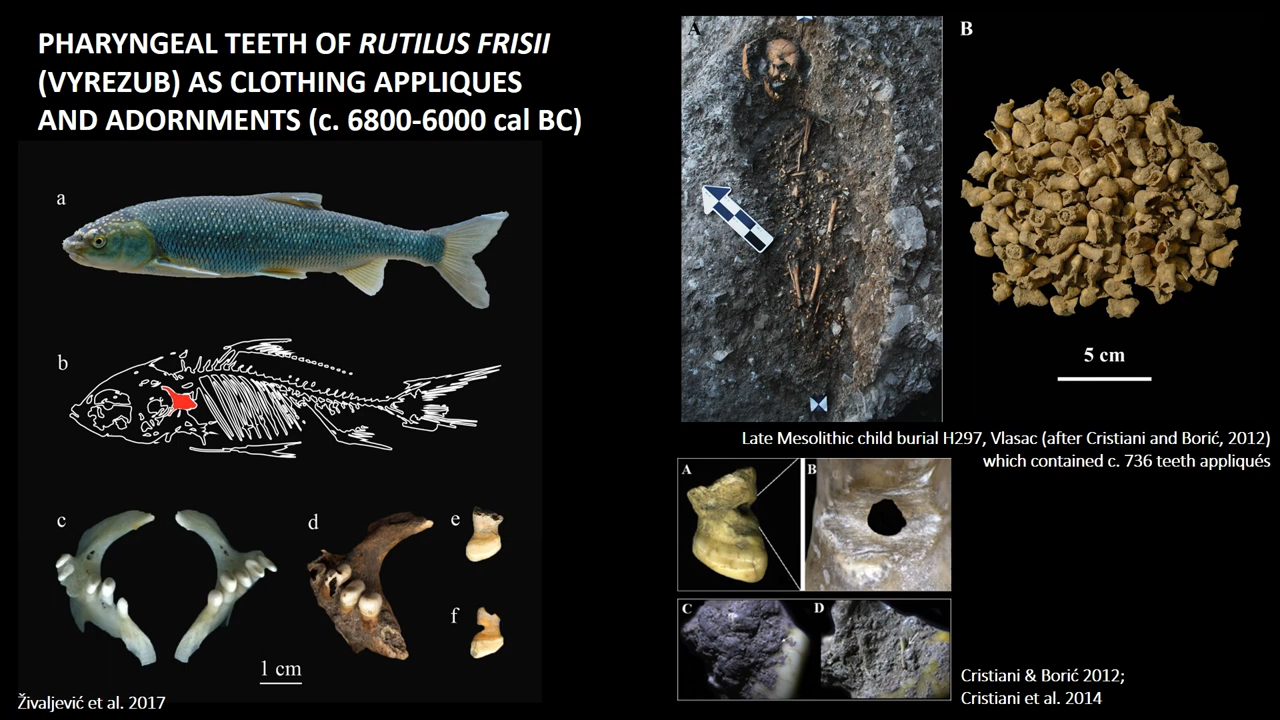 PHARYNGEAL TEETH OF RUTILUS FRISII
(VYREZUB) AS CLOTHING APPLIQUES
AND ADORNMENTS (c. 6800-6000 cal BC)
a
b
c
d
e
f
1 cm
Živaljević et al. 2017
A
B
5 cm
Late Mesolithic child burial H297, Vlasac (after Cristiani and Borić, 2012)
which contained c. 736 teeth appliqués
A
B
C
D
Cristiani & Borić 2012;
Cristiani et al. 2014